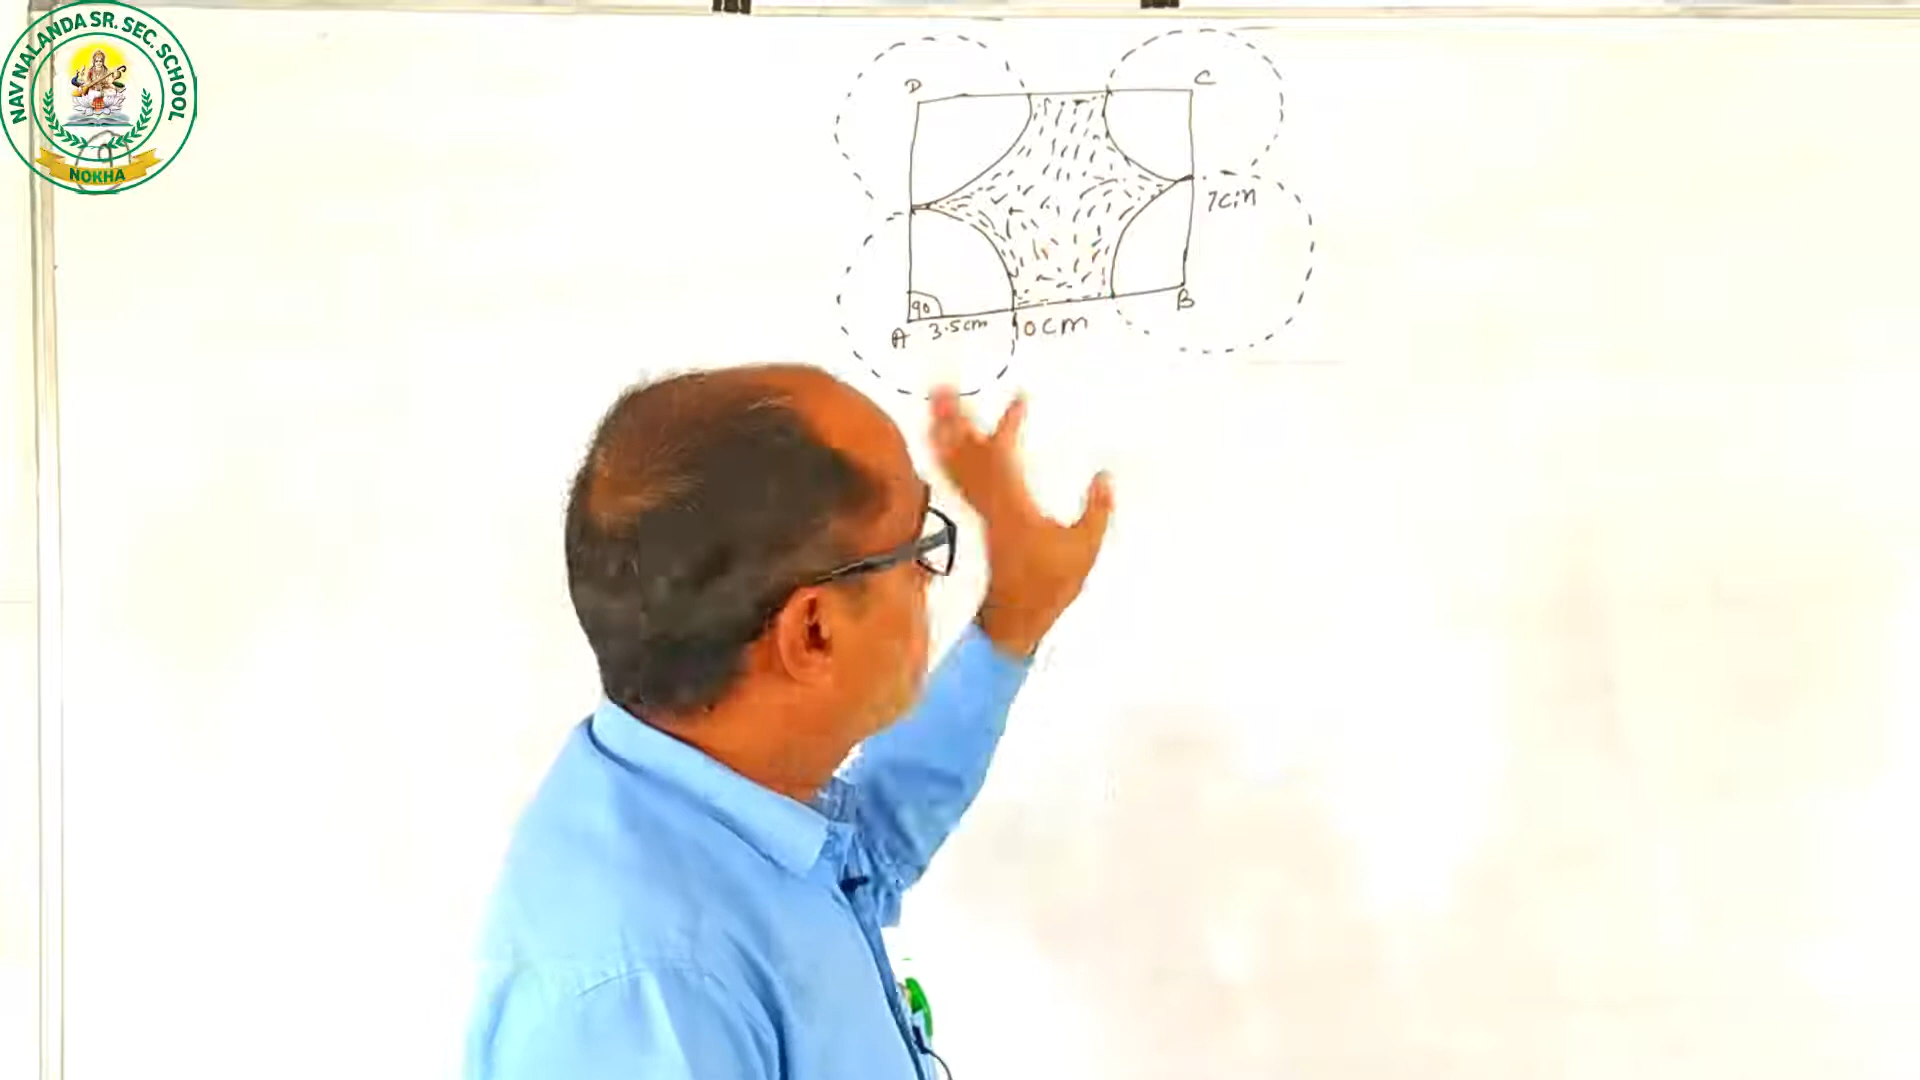 NAV NALANDA SR. SEC. SCHOOL
NOKHA
D
C
7cm
90
A
3.5cm
10cm
B